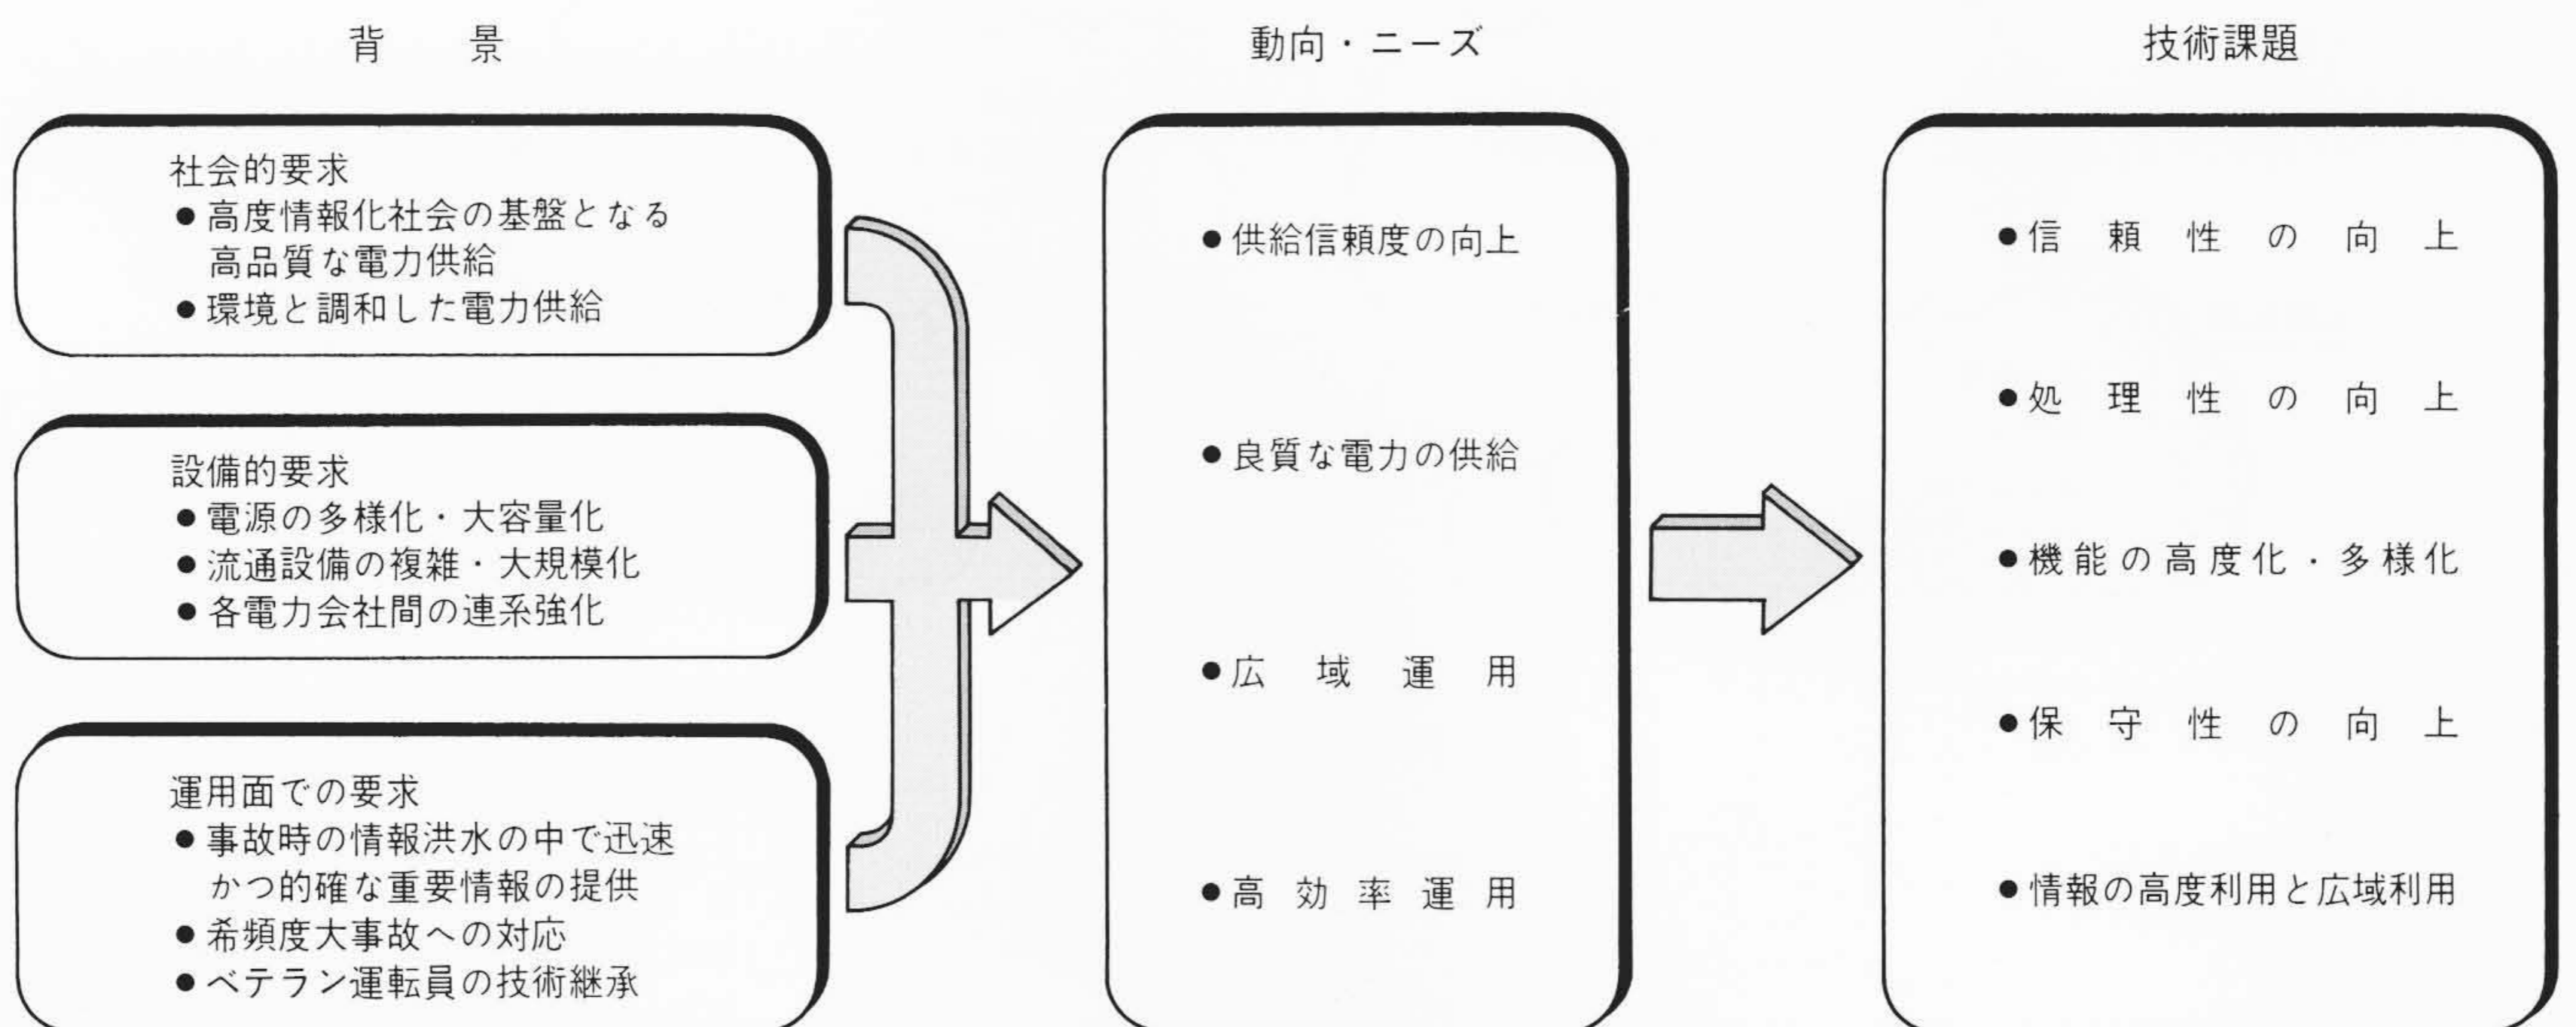 背景
社会的要求
●高度情報化社会の基盤となる
高品質な電力供給
●環境と調和した電力供給
設備的要求
●電源の多様化・大容量化
●流通設備の複雑・大規模化
●各電力会社間の連系強化
運用面での要求
●事故時の情報洪水の中で迅速
かつ的確な重要情報の提供
●希頻度大事故への対応
●ベテラン運転員の技術継承
動向・ニーズ
●供給信頼度の向上
●良質な電力の供給
●広域運用
●高効率運用
技術課題
●信頼性の向上
●処理性の向上
●機能の高度化・多様化
●保守性の向上
●情報の高度利用と広域利用